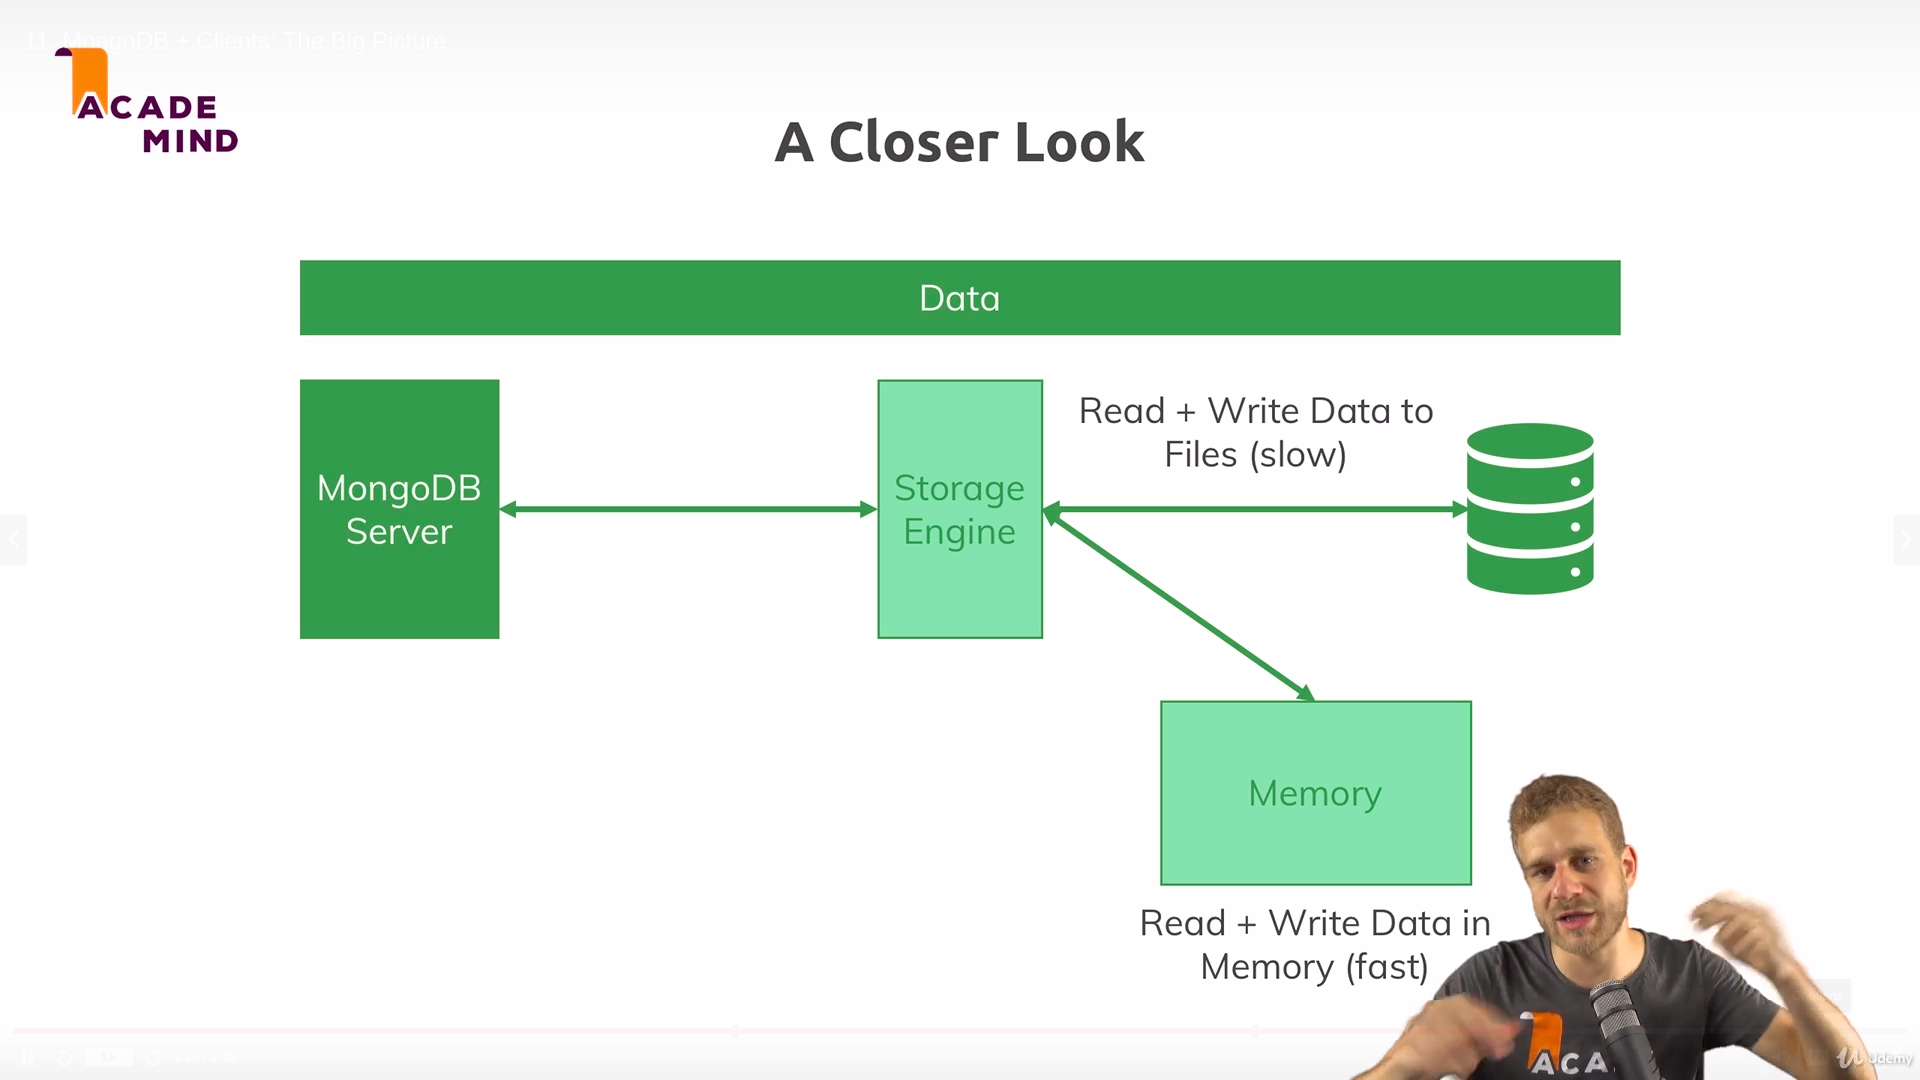 11. MongoDB + Clients: The Big Picture
ACADE
MIND
A Closer Look
Data
Read + Write Data to
Files (slow)
MongoDB
Server
Storage
Engine
Memory
Read + Write Data in
Memory (fast)
ACA
Udemy